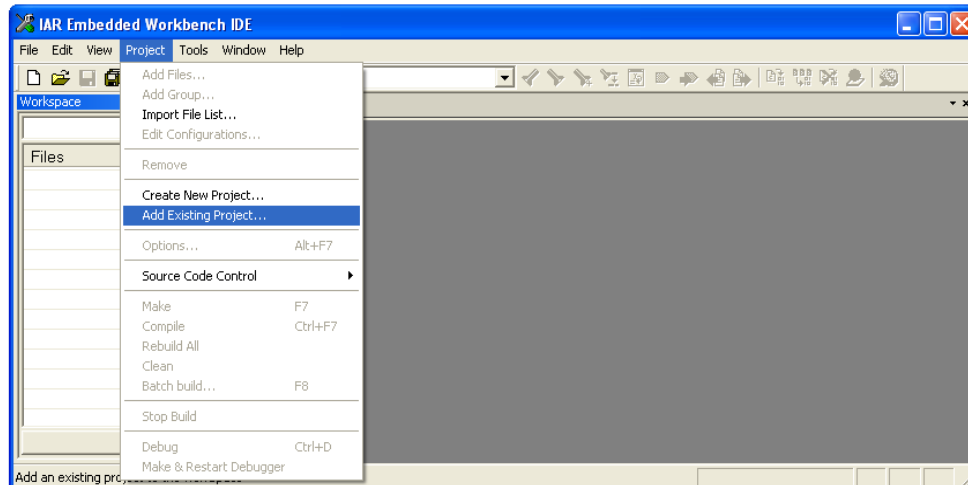 IAR Embedded Workbench IDE
File Edit View Project Tools Window Help
Workspace
Files
Add Files...
Add Group...
Import File List...
Edit Configurations...
Remove
Create New Project...
Add Existing Project...
Options... Alt+F7
Source Code Control
Make F7
Compile Ctrl+F7
Rebuild All
Clean
Batch build... F8
Stop Build
Debug Ctrl+D
Make & Restart Debugger
Add an existing project to the workspace